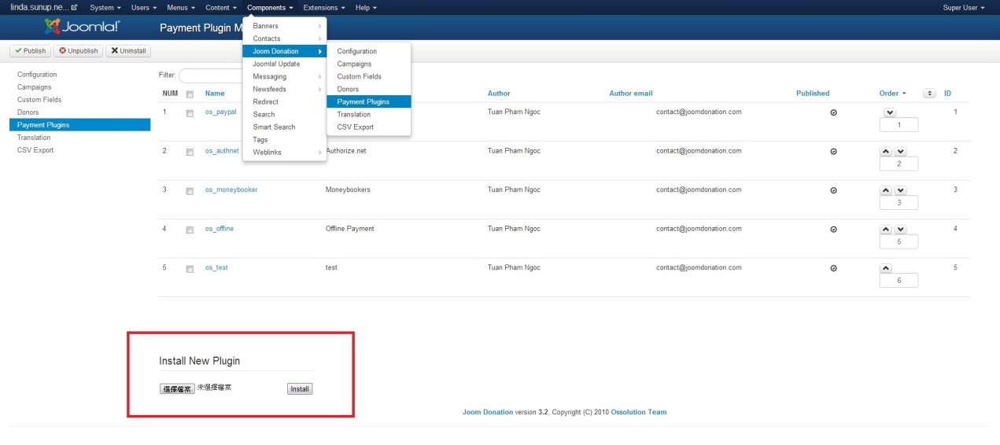 linda.sunup.ne... System Users Menus Content Components Extensions Help Super User
Joomla! Payment Plugin M
Publish Unpublish Uninstall
Configuration
Campaigns
Custom Fields
Donors
Payment Plugins
Translation
CSV Export
Banners
Contacts
Joom Donation
Joomla! Update
Messaging
Newsfeeds
Redirect
Search
Smart Search
Tags
Weblinks
Configuration
Campaigns
Custom Fields
Donors
Payment Plugins
Translation
CSV Export
Filter:
NUM Name Author Author email Published Order ID
1 os_paypal Tuan Pham Ngoc contact@joomdonation.com 1
1
2 os_authnet Authorize.net Tuan Pham Ngoc contact@joomdonation.com 2
2
3 os_moneybooker Moneybookers Tuan Pham Ngoc contact@joomdonation.com 3
3
4 os_offline Offline Payment Tuan Pham Ngoc contact@joomdonation.com 4
5
5 os_test test Tuan Pham Ngoc contact@joomdonation.com 5
6
Install New Plugin
選擇檔案 未選擇檔案 Install
Joom Donation version 3.2, Copyright (C) 2010 Ossolution Team